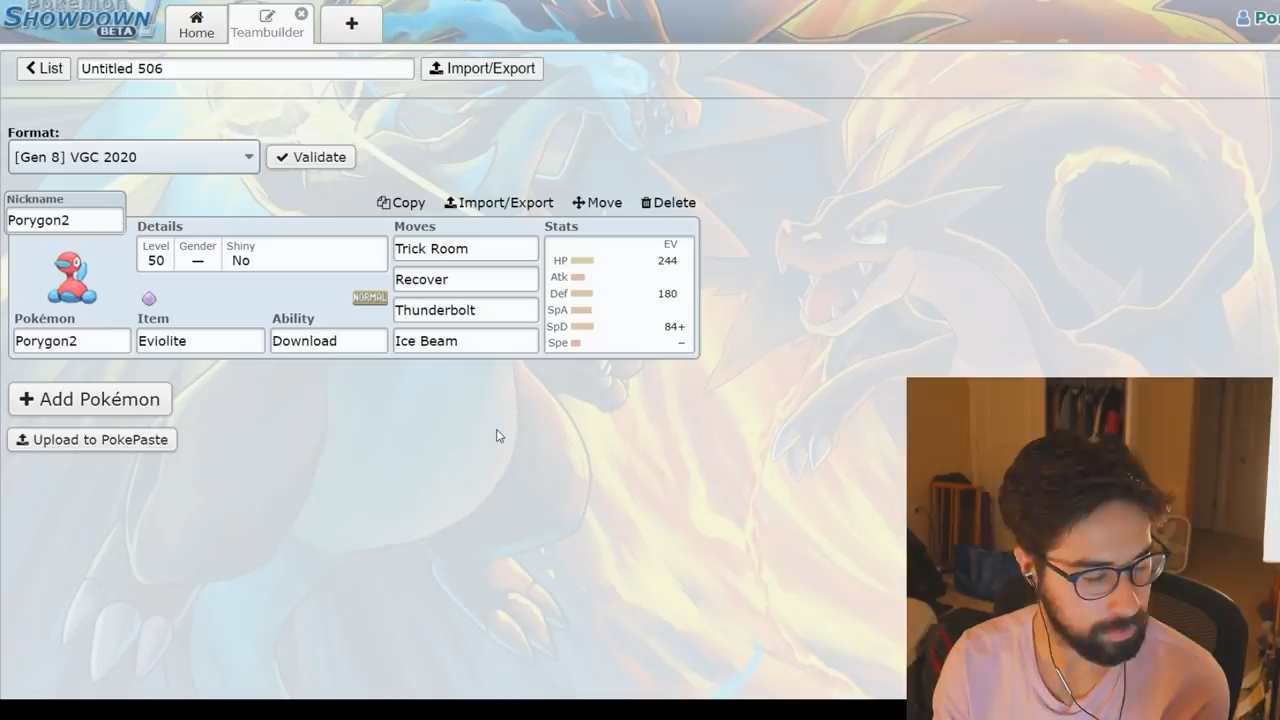 Pokémon
SHOWDOWN
BETA
Home
Teambuilder
+
Po
List
Untitled 506
Import/Export
Format:
[Gen 8] VGC 2020
Validate
Nickname
Porygon2
Copy
Import/Export
Move
Delete
Details
Moves
Stats
Level
Gender
Shiny
50
—
No
NORMAL
Pokémon
Item
Ability
Porygon2
Eviolite
Download
Trick Room
Recover
Thunderbolt
Ice Beam
EV
HP 244
Atk
Def 180
SpA
SpD 84+
Spe –
+ Add Pokémon
Upload to PokePaste